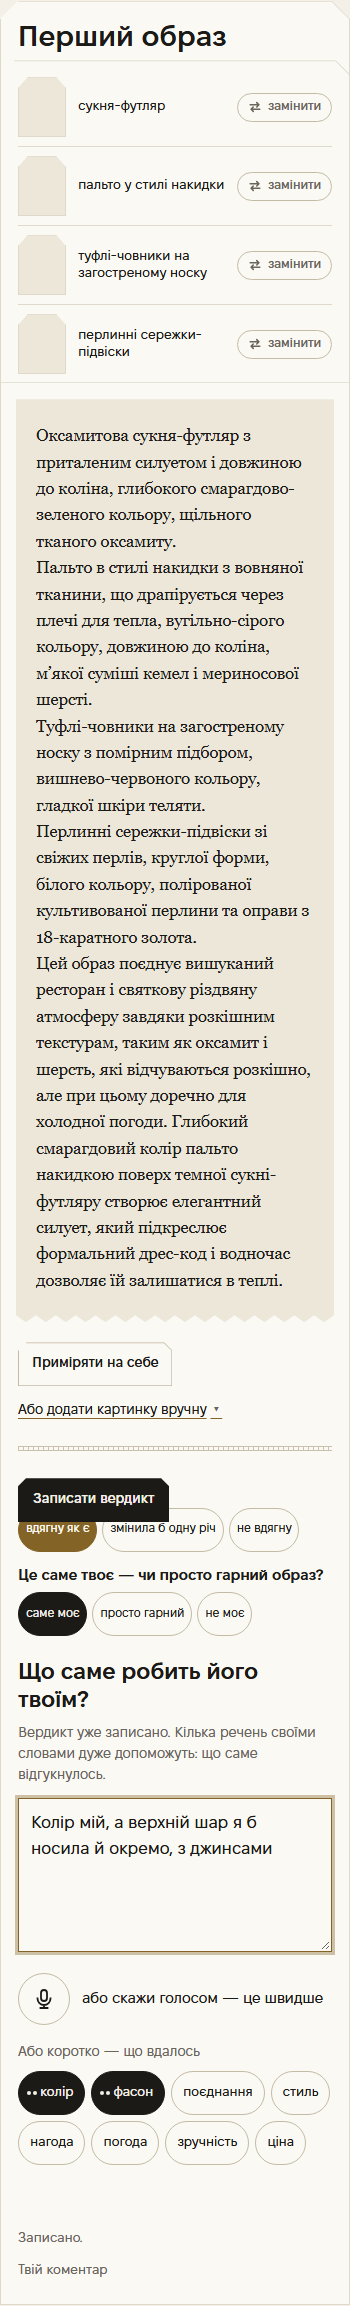 Перший образ
сукня-футляр
замінити
пальто у стилі накидки
замінити
туфлі-човники на
загостреному носку
замінити
перлинні сережки-
підвіски
замінити
Оксамитова сукня-футляр з
приталеним силуетом і довжиною
до коліна, глибокого смарагдово-
зеленого кольору, щільного
тканого оксамиту.
Пальто в стилі накидки з вовняної
тканини, що драпірується через
плечі для тепла, вугільно-сірого
кольору, довжиною до коліна,
м’якої суміші кемел і мериносової
шерсті.
Туфлі-човники на загостреному
носку з помірним підбором,
вишнево-червоного кольору,
гладкої шкіри теляти.
Перлинні сережки-підвіски зі
свіжих перлів, круглої форми,
білого кольору, полірованої
культивованої перлини та оправи з
18-каратного золота.
Цей образ поєднує вишуканий
ресторан і святкову різдвяну
атмосферу завдяки розкішним
текстурам, таким як оксамит і
шерсть, які відчуваються розкішно,
але при цьому доречно для
холодної погоди. Глибокий
смарагдовий колір пальто
накидкою поверх темної сукні-
футляру створює елегантний
силует, який підкреслює
формальний дрес-код і водночас
дозволяє їй залишатися в теплі.
Приміряти на себе
Або додати картинку вручну
Записати вердикт
вдягну як є
змінила б одну річ
не вдягну
Це саме твоє — чи просто гарний образ?
саме моє
просто гарний
не моє
Що саме робить його
твоїм?
Вердикт уже записано. Кілька речень своїми
словами дуже допоможуть: що саме
відгукнулось.
Колір мій, а верхній шар я б
носила й окремо, з джинсами
або скажи голосом — це швидше
Або коротко — що вдалось
колір
фасон
поєднання
стиль
нагода
погода
зручність
ціна
Записано.
Твій коментар